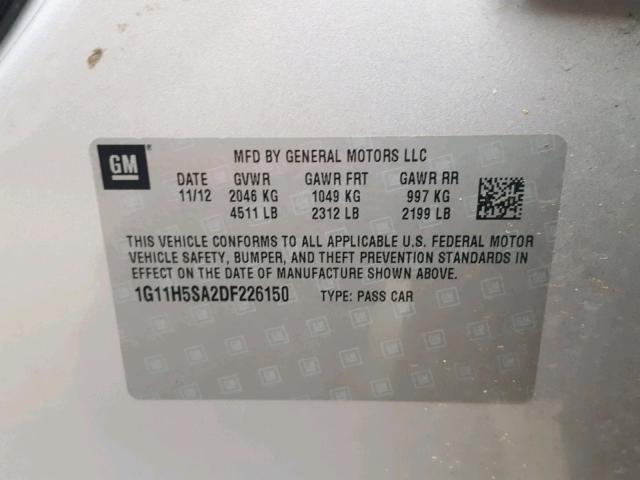 GM
MFD BY GENERAL MOTORS LLC
DATE GVWR GAWR FRT GAWR RR
11/12 2046 KG 1049 KG 997 KG
4511 LB 2312 LB 2199 LB
THIS VEHICLE CONFORMS TO ALL APPLICABLE U.S. FEDERAL MOTOR
VEHICLE SAFETY, BUMPER, AND THEFT PREVENTION STANDARDS IN
EFFECT ON THE DATE OF MANUFACTURE SHOWN ABOVE.
1G11H5SA2DF226150 TYPE: PASS CAR